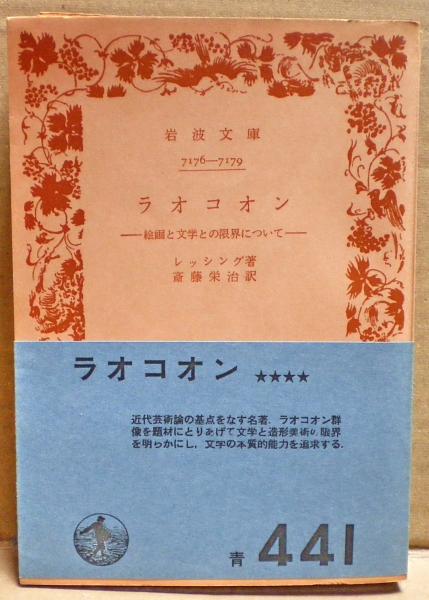 岩波文庫
7176—7179
ラオコオン
——絵画と文学との限界について——
レッシング著
斎藤栄治訳
ラオコオン ★★★★
近代芸術論の基点をなす名著. ラオコオン群
像を題材にとりあげて文学と造形美術の限界
を明らかにし, 文学の本質的能力を追求する.
青 441